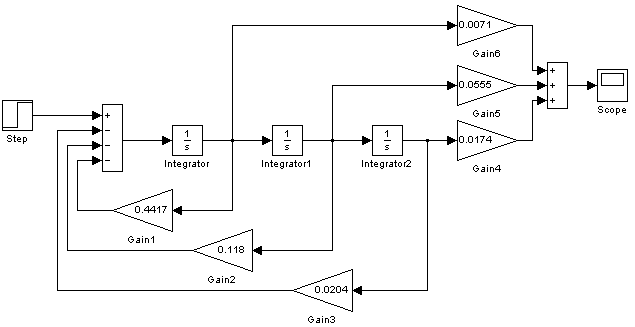 0.0071
Gain6
0.0555
Gain5
0.0174
Gain4
+
+
+
Scope
Step
+
−
−
−
1
s
Integrator
1
s
Integrator1
1
s
Integrator2
0.4417
Gain1
0.118
Gain2
0.0204
Gain3